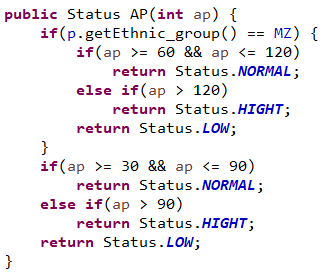 public Status AP(int ap) {
    if(p.getEthnic_group() == MZ) {
        if(ap >= 60 && ap <= 120)
            return Status.NORMAL;
        else if(ap > 120)
            return Status.HIGHT;
        return Status.LOW;
    }
    if(ap >= 30 && ap <= 90)
        return Status.NORMAL;
    else if(ap > 90)
        return Status.HIGHT;
    return Status.LOW;
}